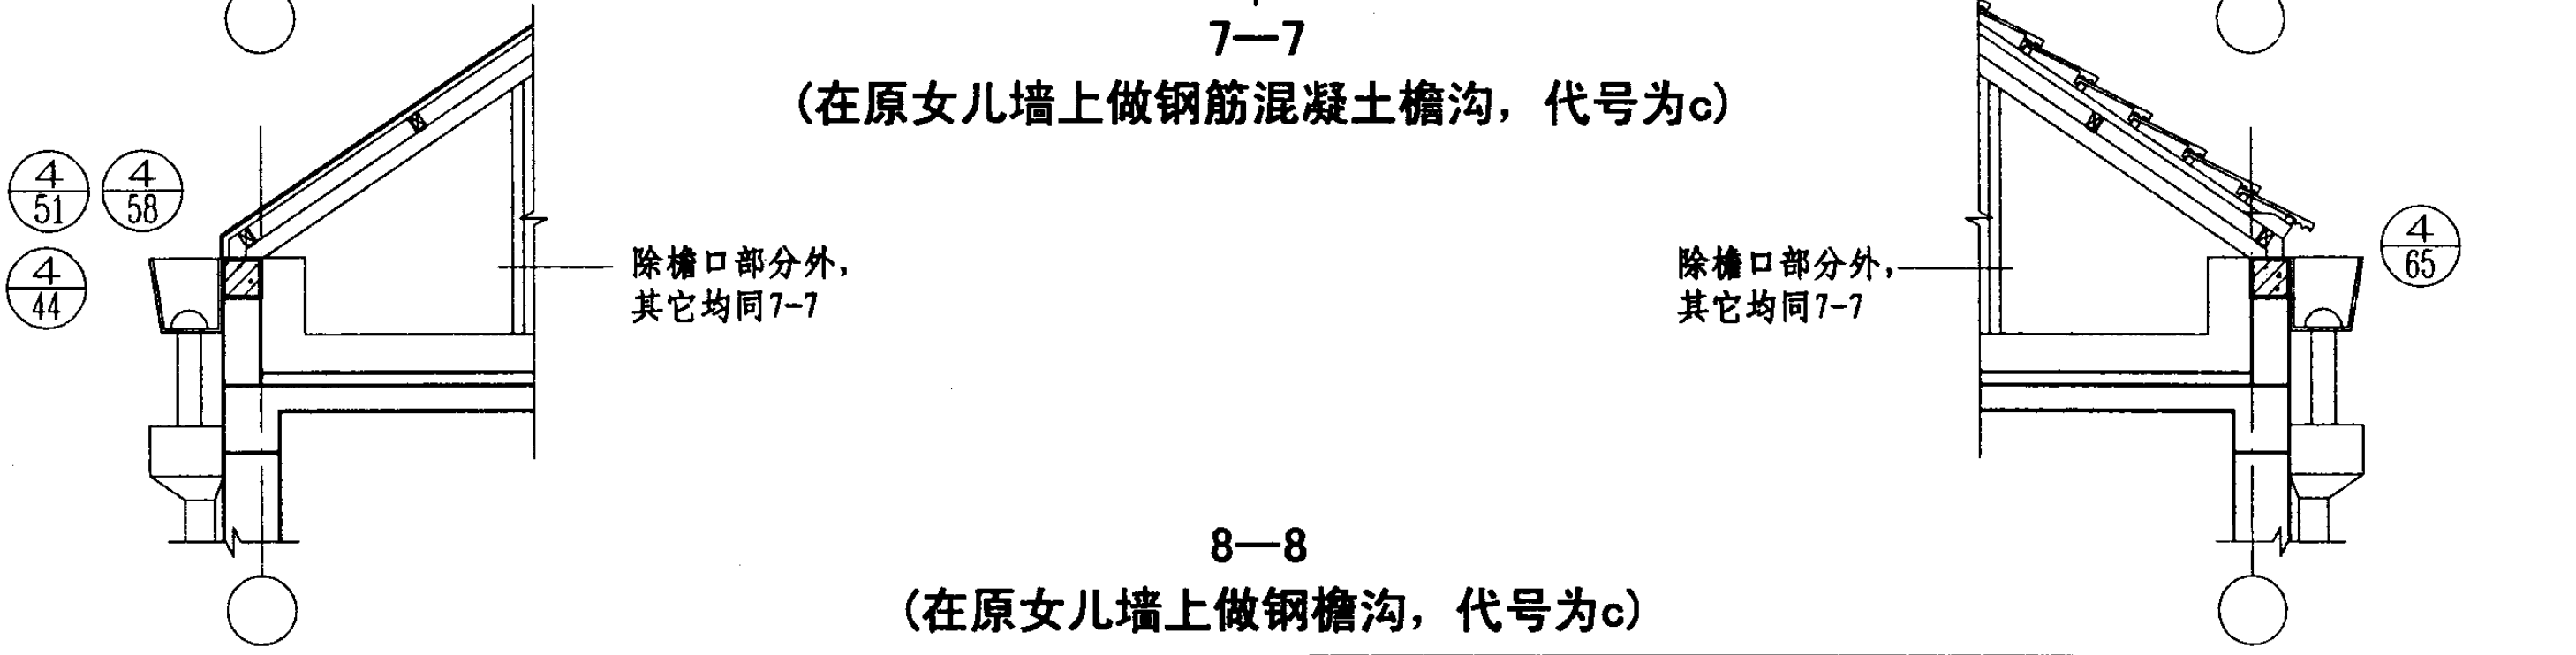 7—7
(在原女儿墙上做钢筋混凝土檐沟，代号为c)
4
51
4
58
4
44
除檐口部分外，
其它均同7-7
除檐口部分外，
其它均同7-7
4
65
8—8
(在原女儿墙上做钢檐沟，代号为c)